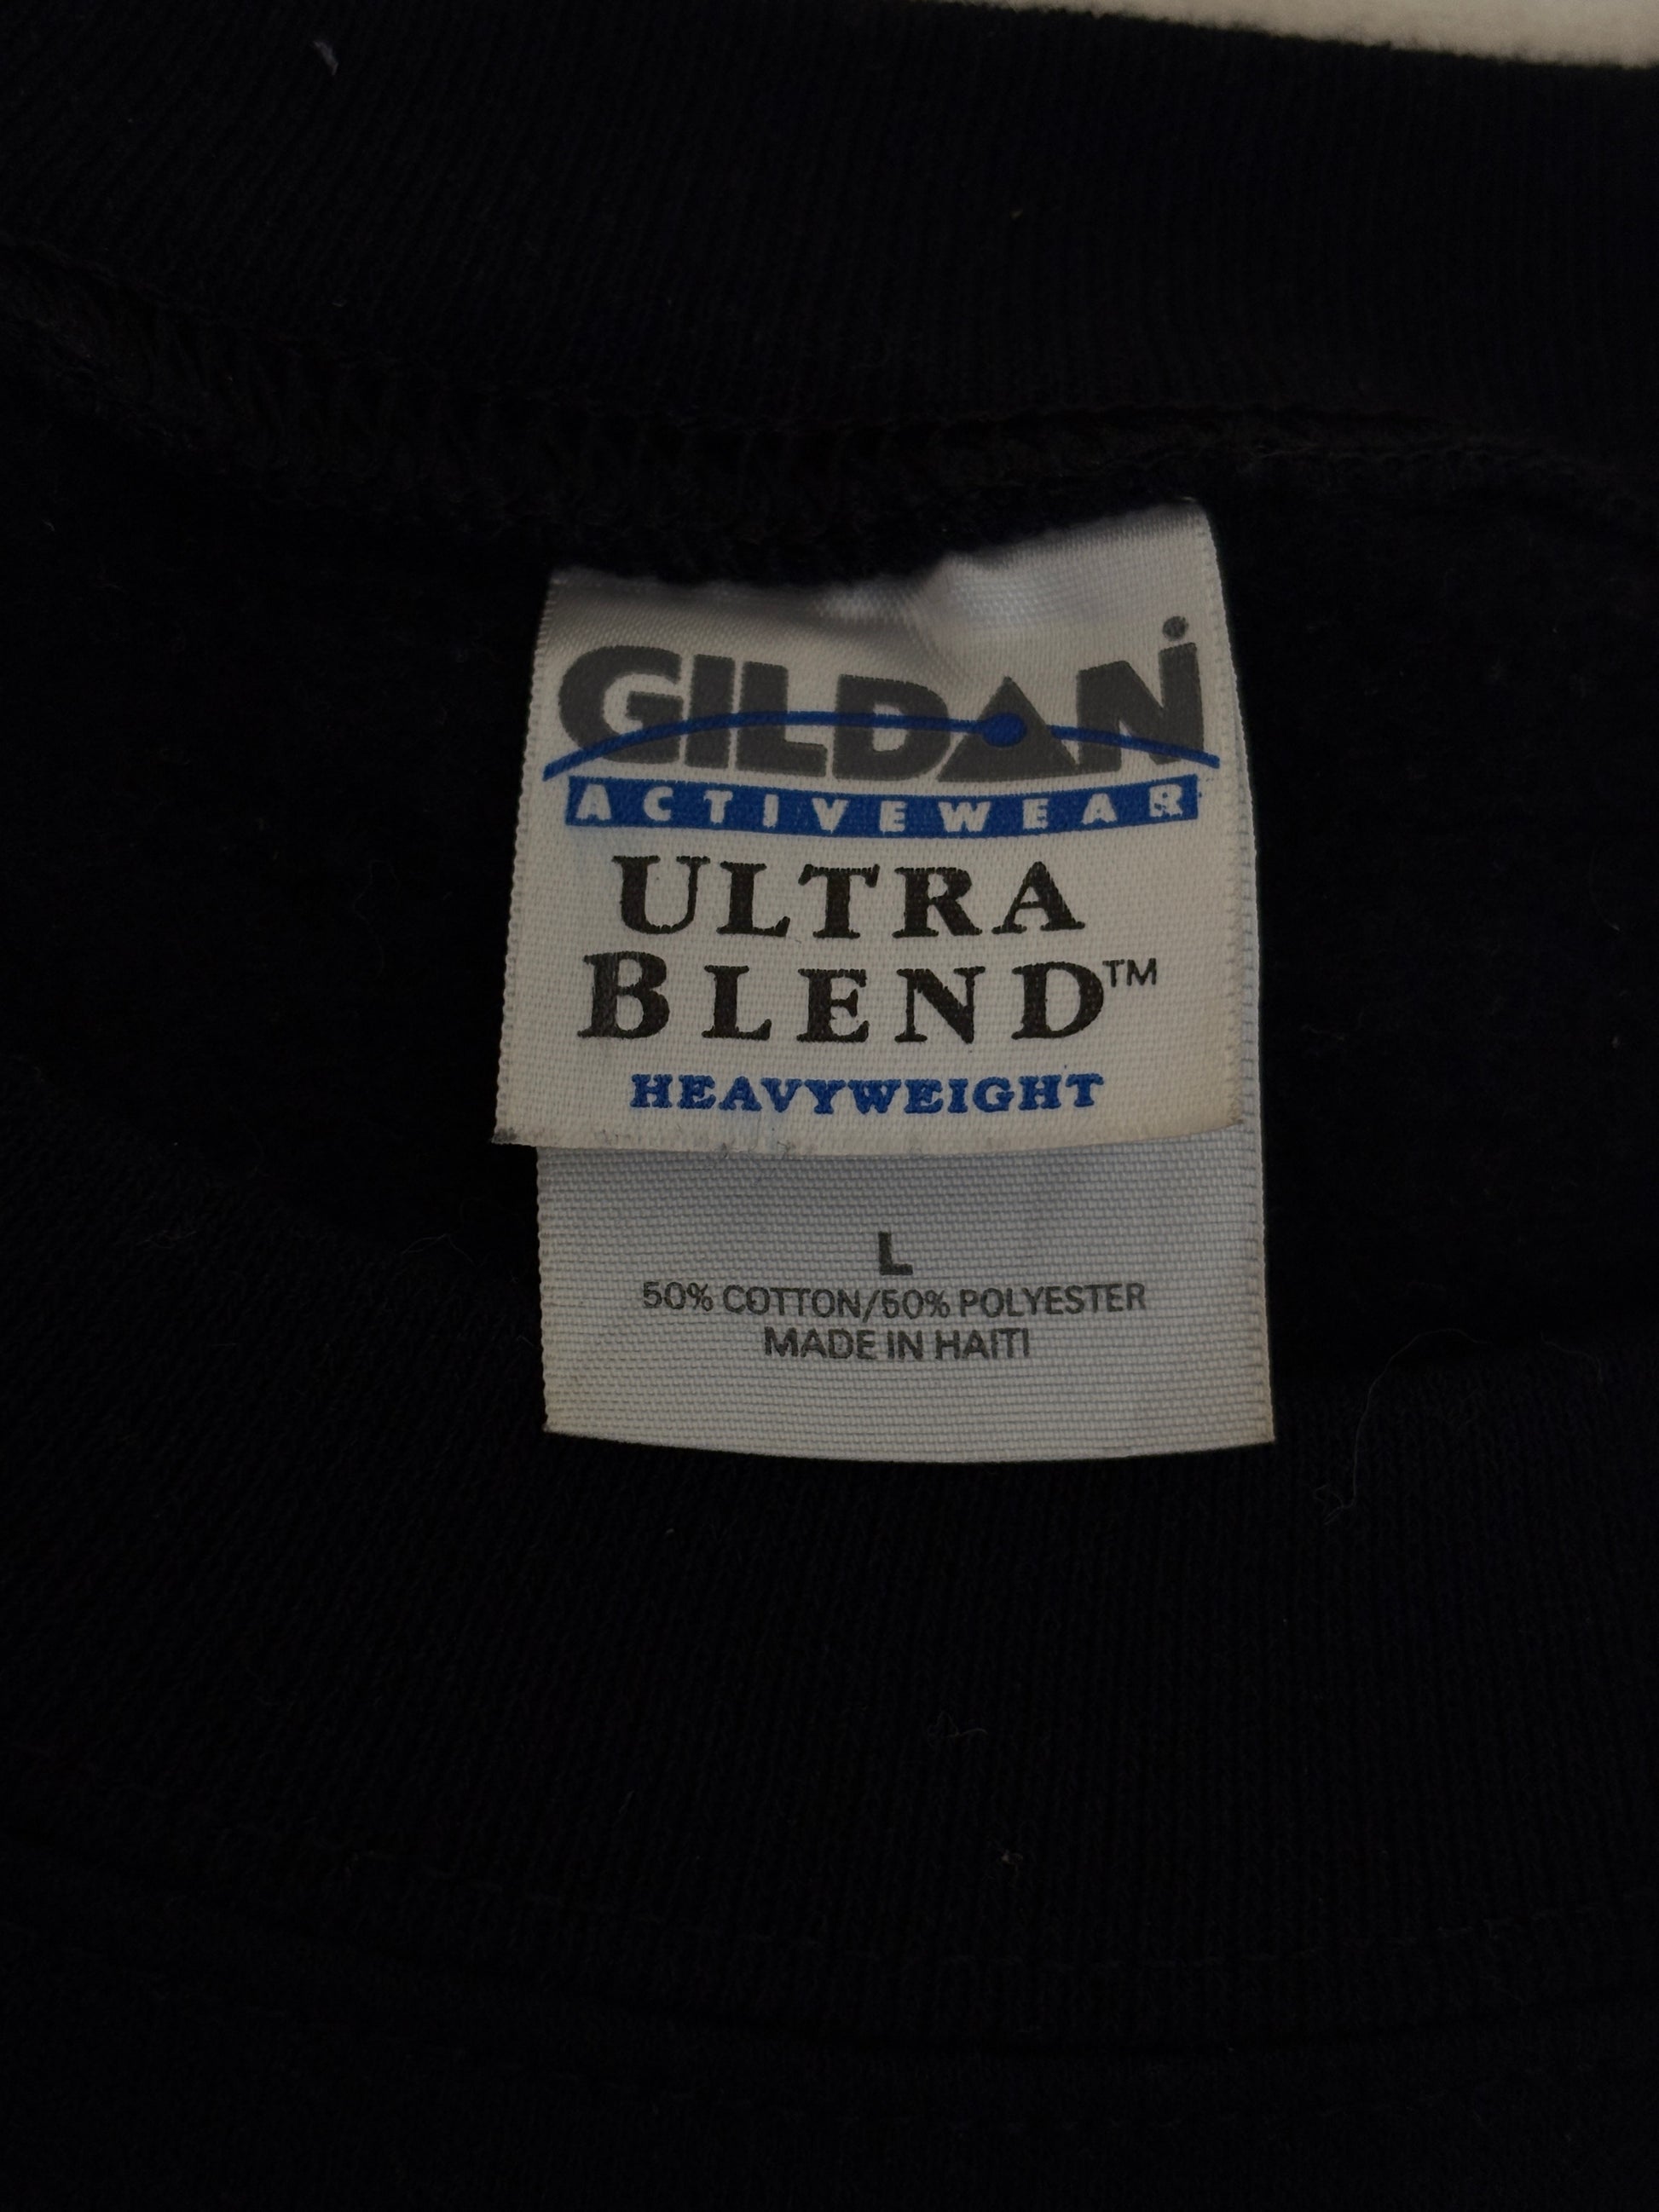 GILDAN
ACTIVEWEAR
ULTRA
BLEND™
HEAVYWEIGHT
L
50% COTTON/50% POLYESTER
MADE IN HAITI